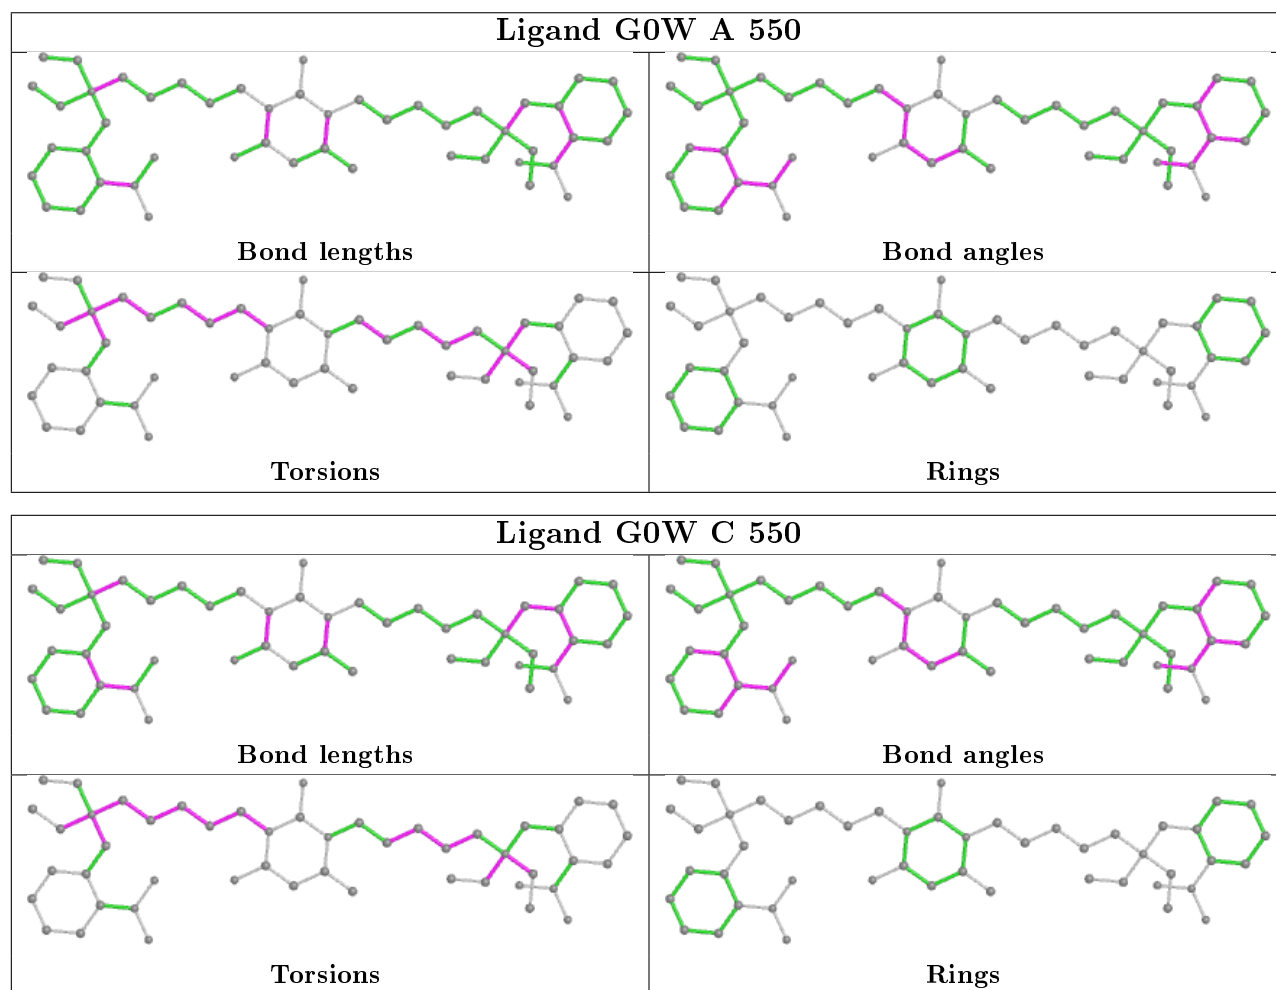 Ligand G0W A 550
Bond lengths
Bond angles
Torsions
Rings
Ligand G0W C 550
Bond lengths
Bond angles
Torsions
Rings